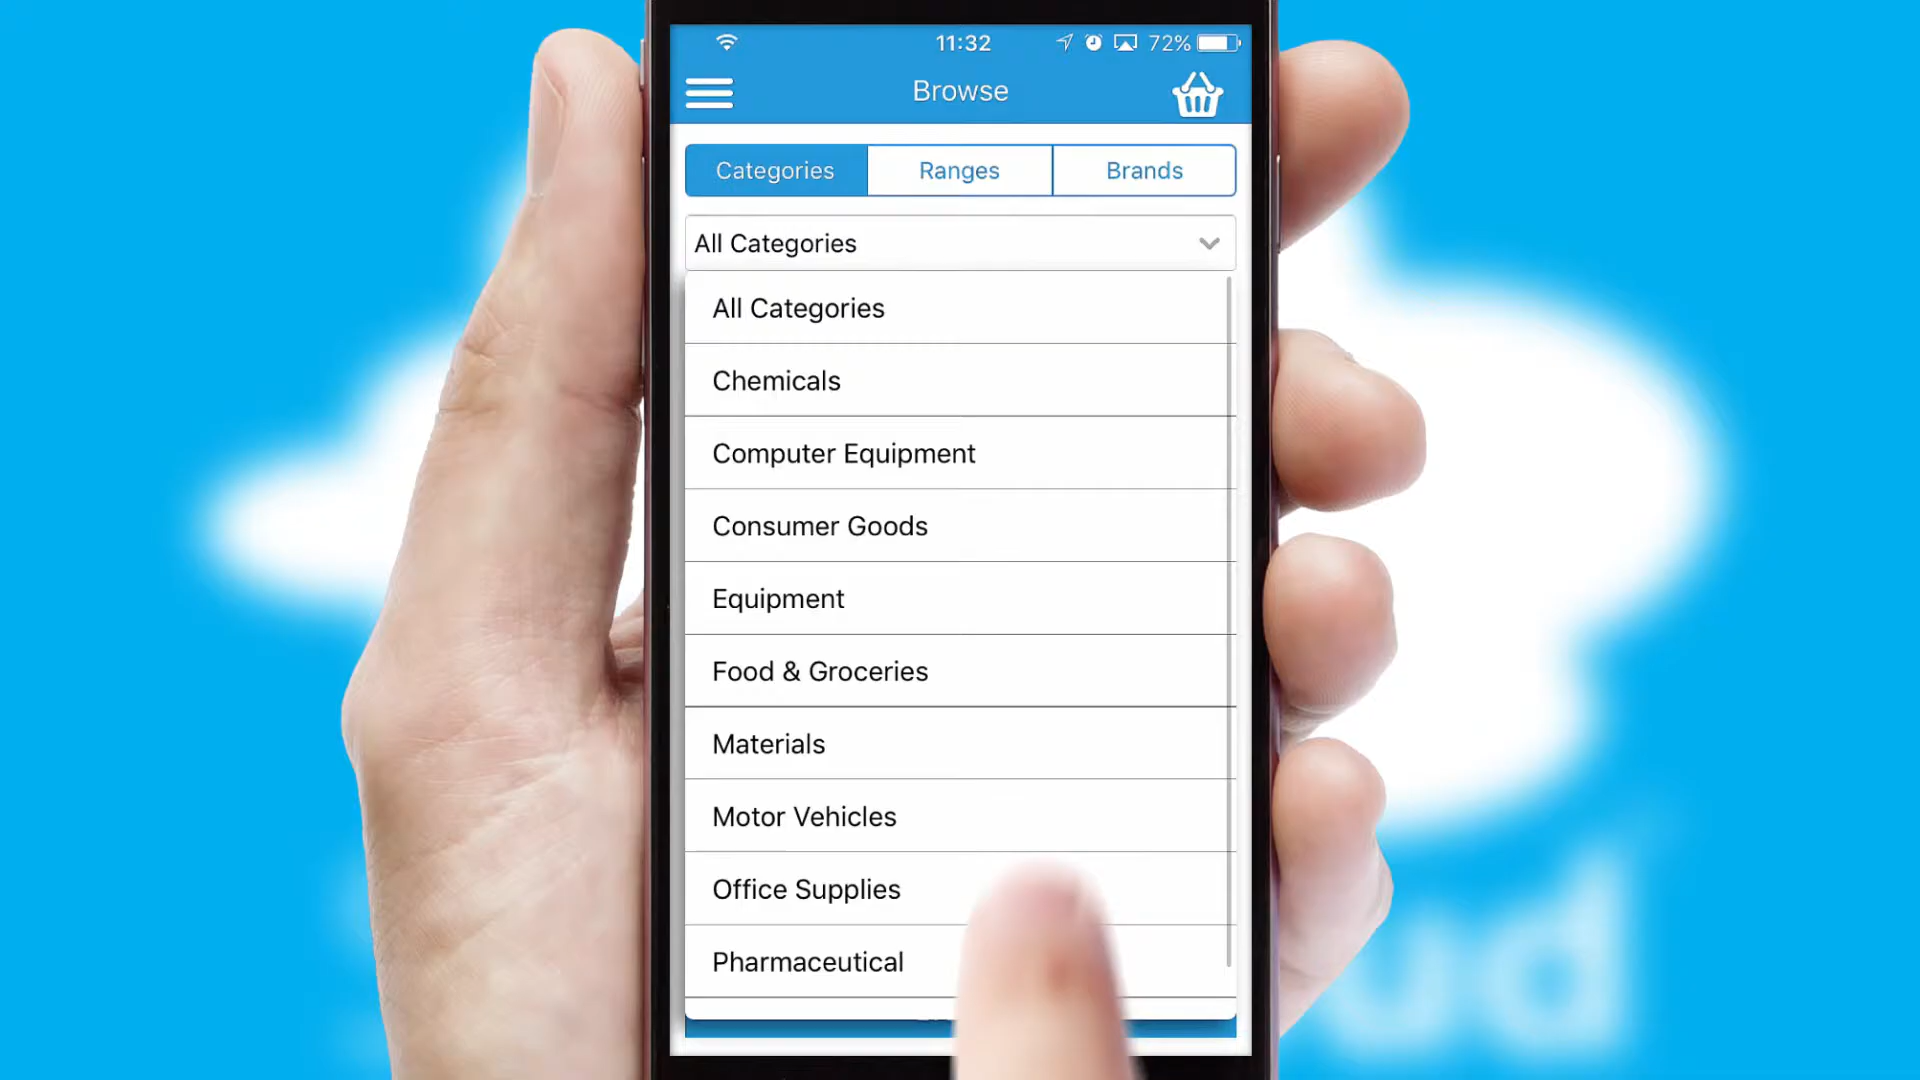 11:32
72%
Browse
Categories
Ranges
Brands
All Categories
All Categories
Chemicals
Computer Equipment
Consumer Goods
Equipment
Food & Groceries
Materials
Motor Vehicles
Office Supplies
Pharmaceutical
ud